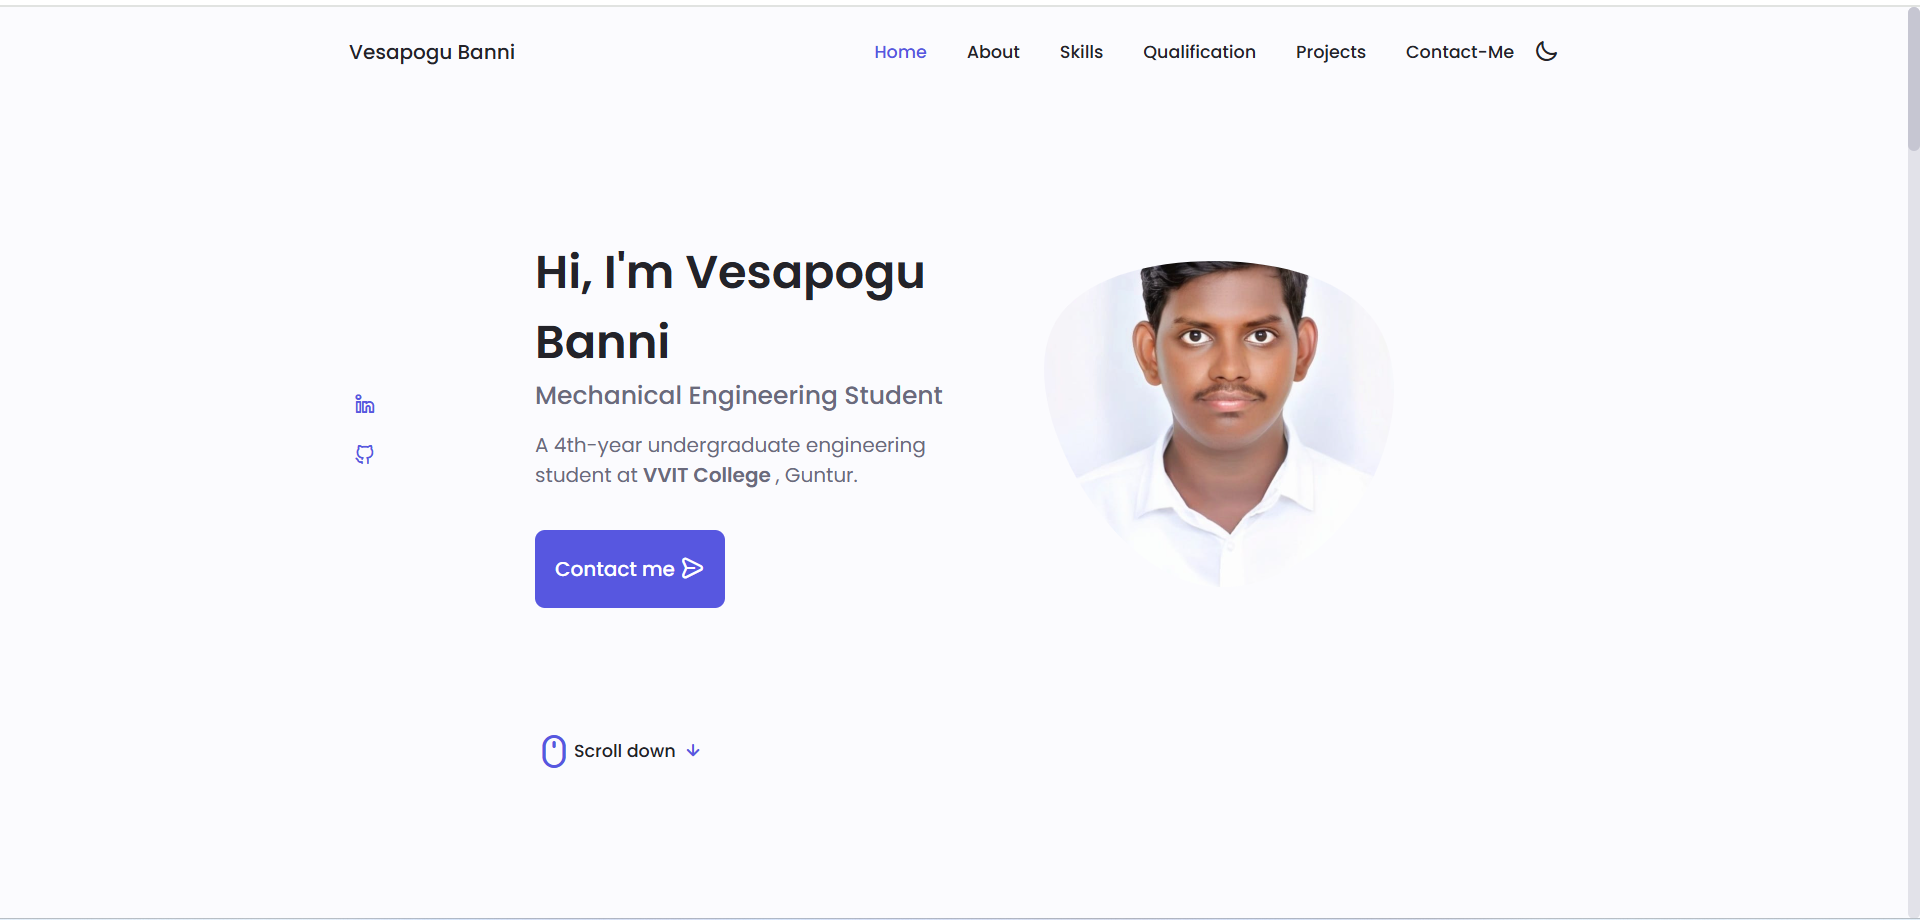 Vesapogu Banni
Home About Skills Qualification Projects Contact-Me
Hi, I'm Vesapogu
Banni
Mechanical Engineering Student
A 4th-year undergraduate engineering
student at VVIT College , Guntur.
Contact me
Scroll down